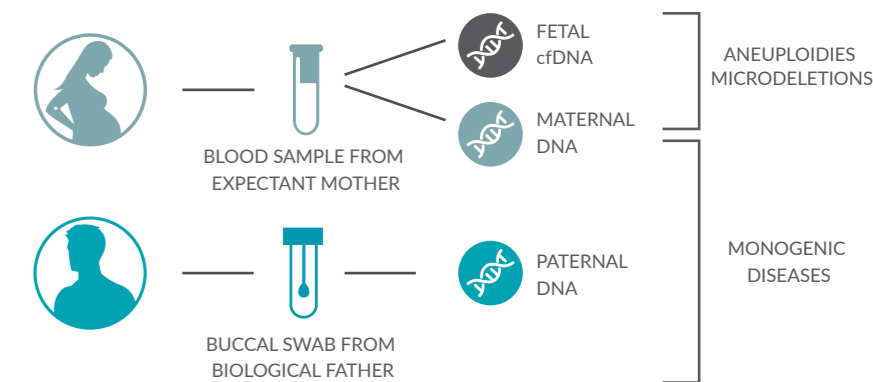 FETAL
cfDNA
ANEUPLOIDIES
MICRODELETIONS
MATERNAL
DNA
BLOOD SAMPLE FROM
EXPECTANT MOTHER
PATERNAL
DNA
MONOGENIC
DISEASES
BUCCAL SWAB FROM
BIOLOGICAL FATHER